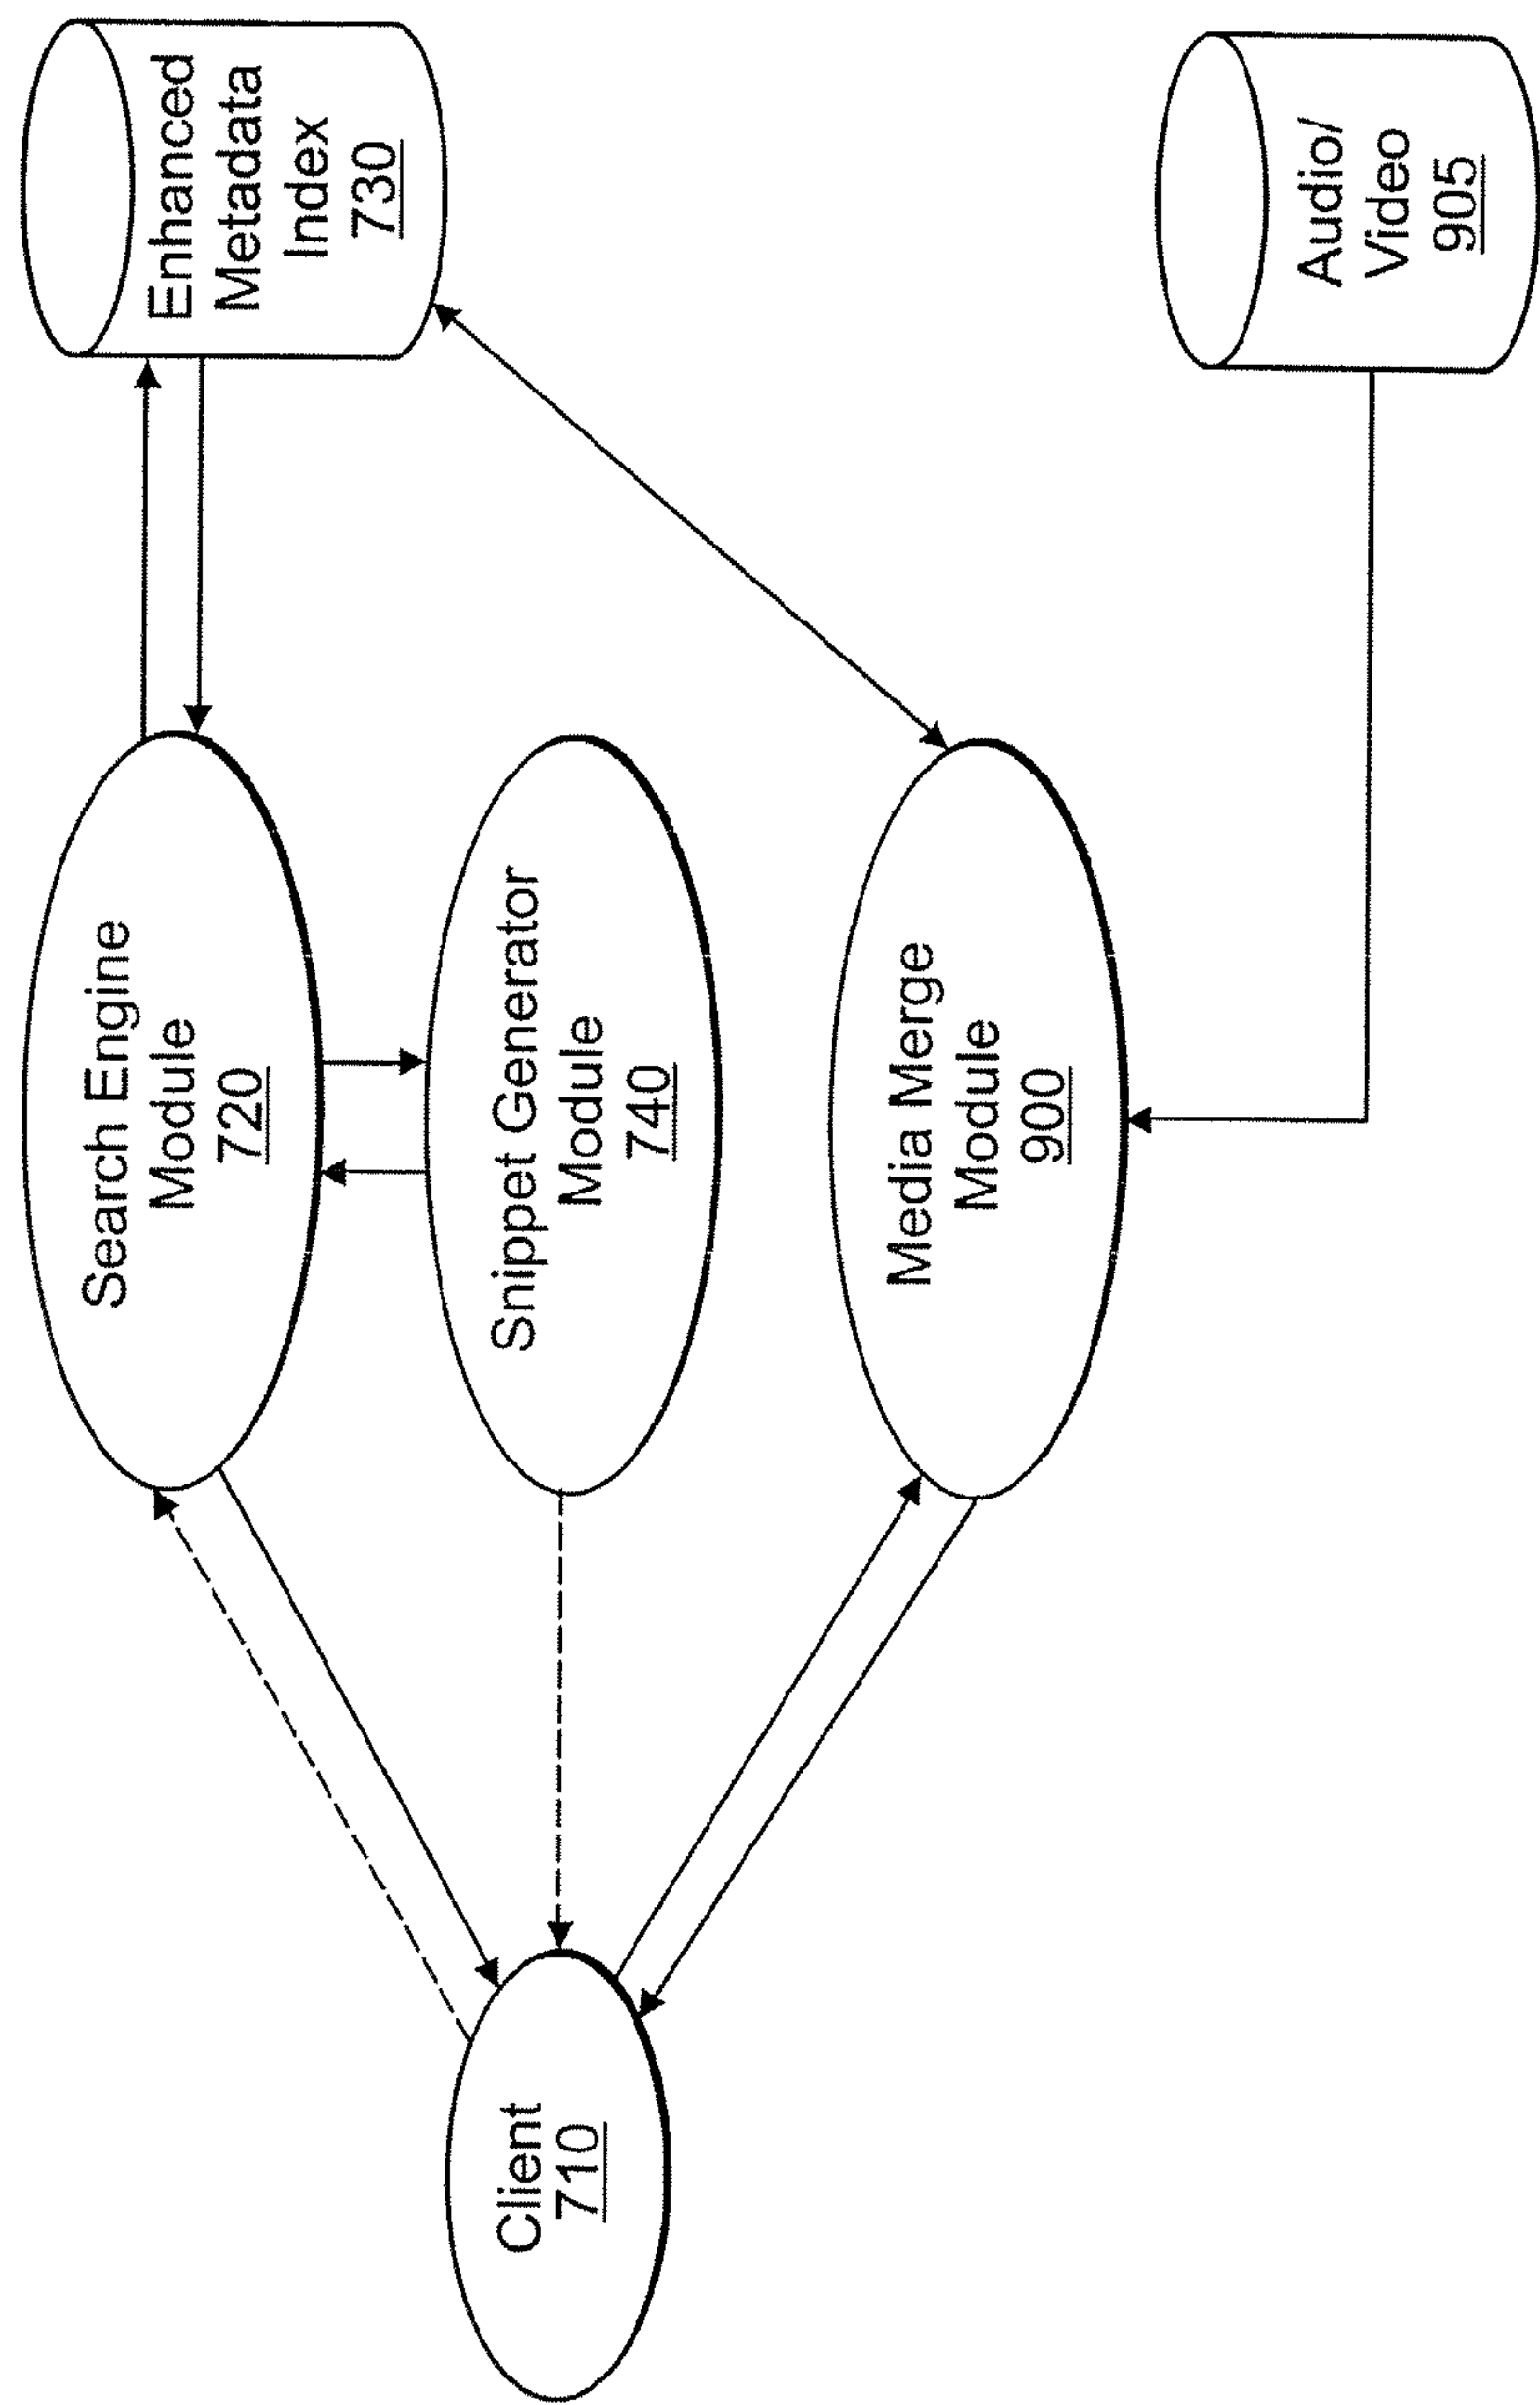 Search Engine
Module
720
Enhanced
Metadata
Index
730
Client
710
Snippet Generator
Module
740
Media Merge
Module
900
Audio/
Video
905